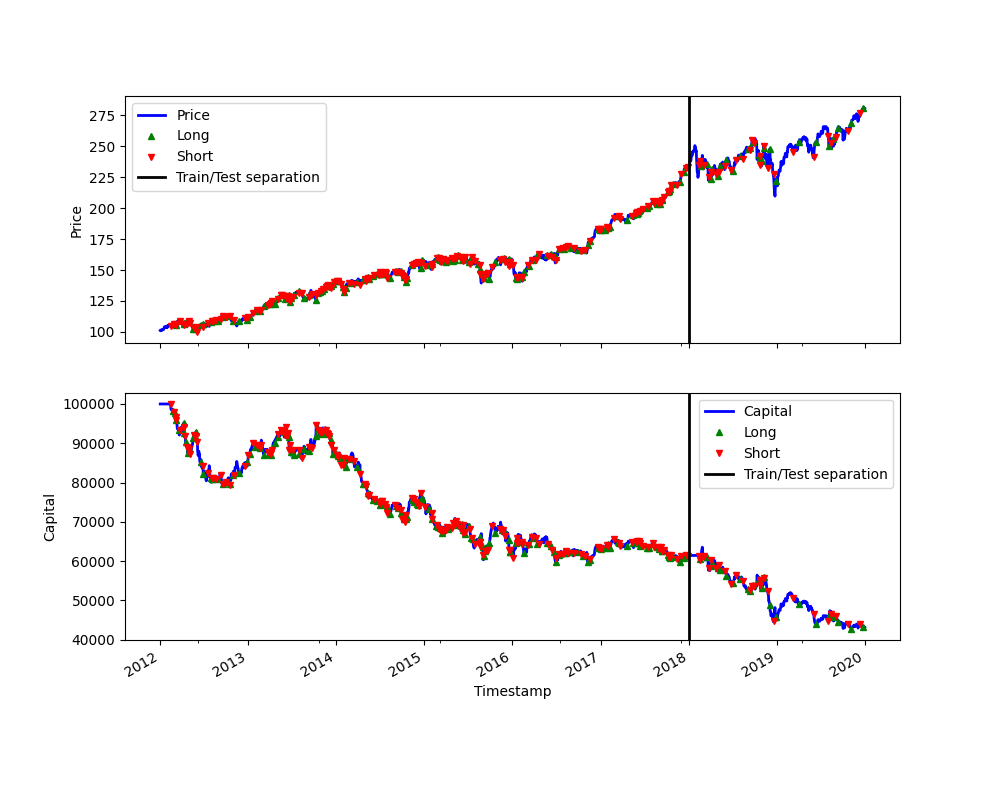 Price
Long
Short
Train/Test separation
275
250
225
200
175
150
125
100
Price
Capital
Long
Short
Train/Test separation
100000
90000
80000
70000
60000
50000
40000
Capital
2012 2013 2014 2015 2016 2017 2018 2019 2020
Timestamp